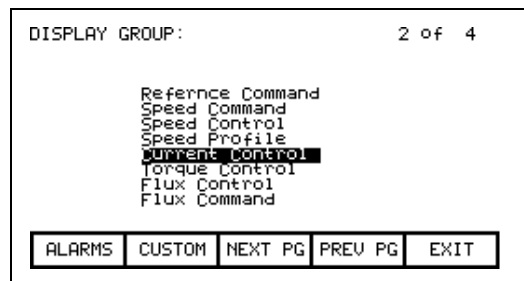 DISPLAY GROUP: 2 of 4
Refernce Command
Speed Command
Speed Control
Speed Profile
Current Control
Torque Control
Flux Control
Flux Command
ALARMS CUSTOM NEXT PG PREV PG EXIT